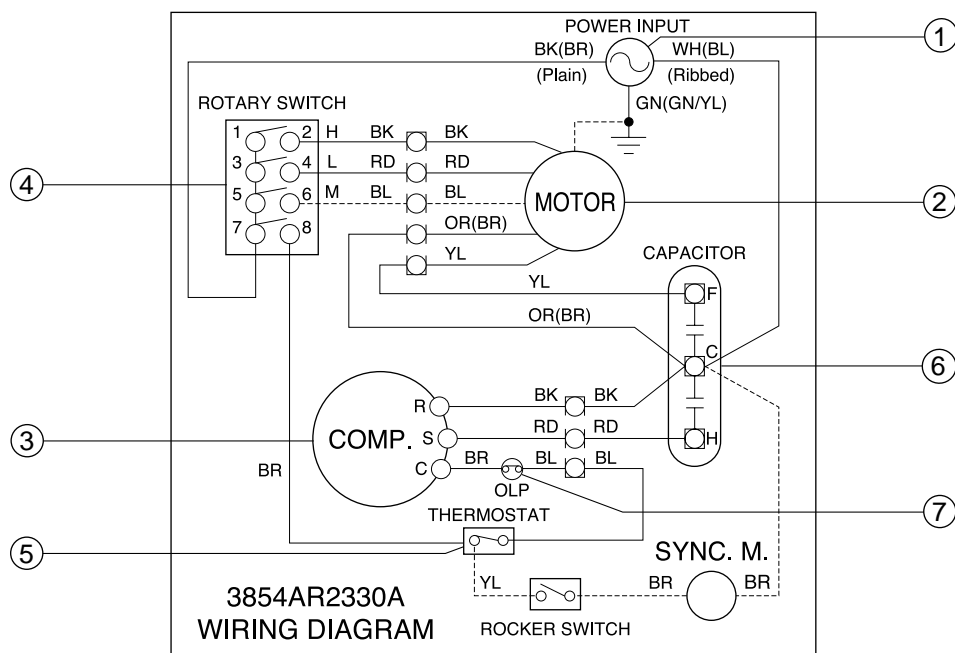 POWER INPUT
1
BK(BR)
WH(BL)
(Plain)
(Ribbed)
GN(GN/YL)
ROTARY SWITCH
1 2 H BK BK
3 4 L RD RD
4
5 6 M BL BL
MOTOR
2
7 8
OR(BR)
YL
CAPACITOR
YL
F
OR(BR)
C
6
BK BK
R
RD RD
3
COMP.
S
H
BR
C
BR
BL BL
OLP
7
THERMOSTAT
5
SYNC. M.
YL
BR
BR
3854AR2330A
WIRING DIAGRAM
ROCKER SWITCH